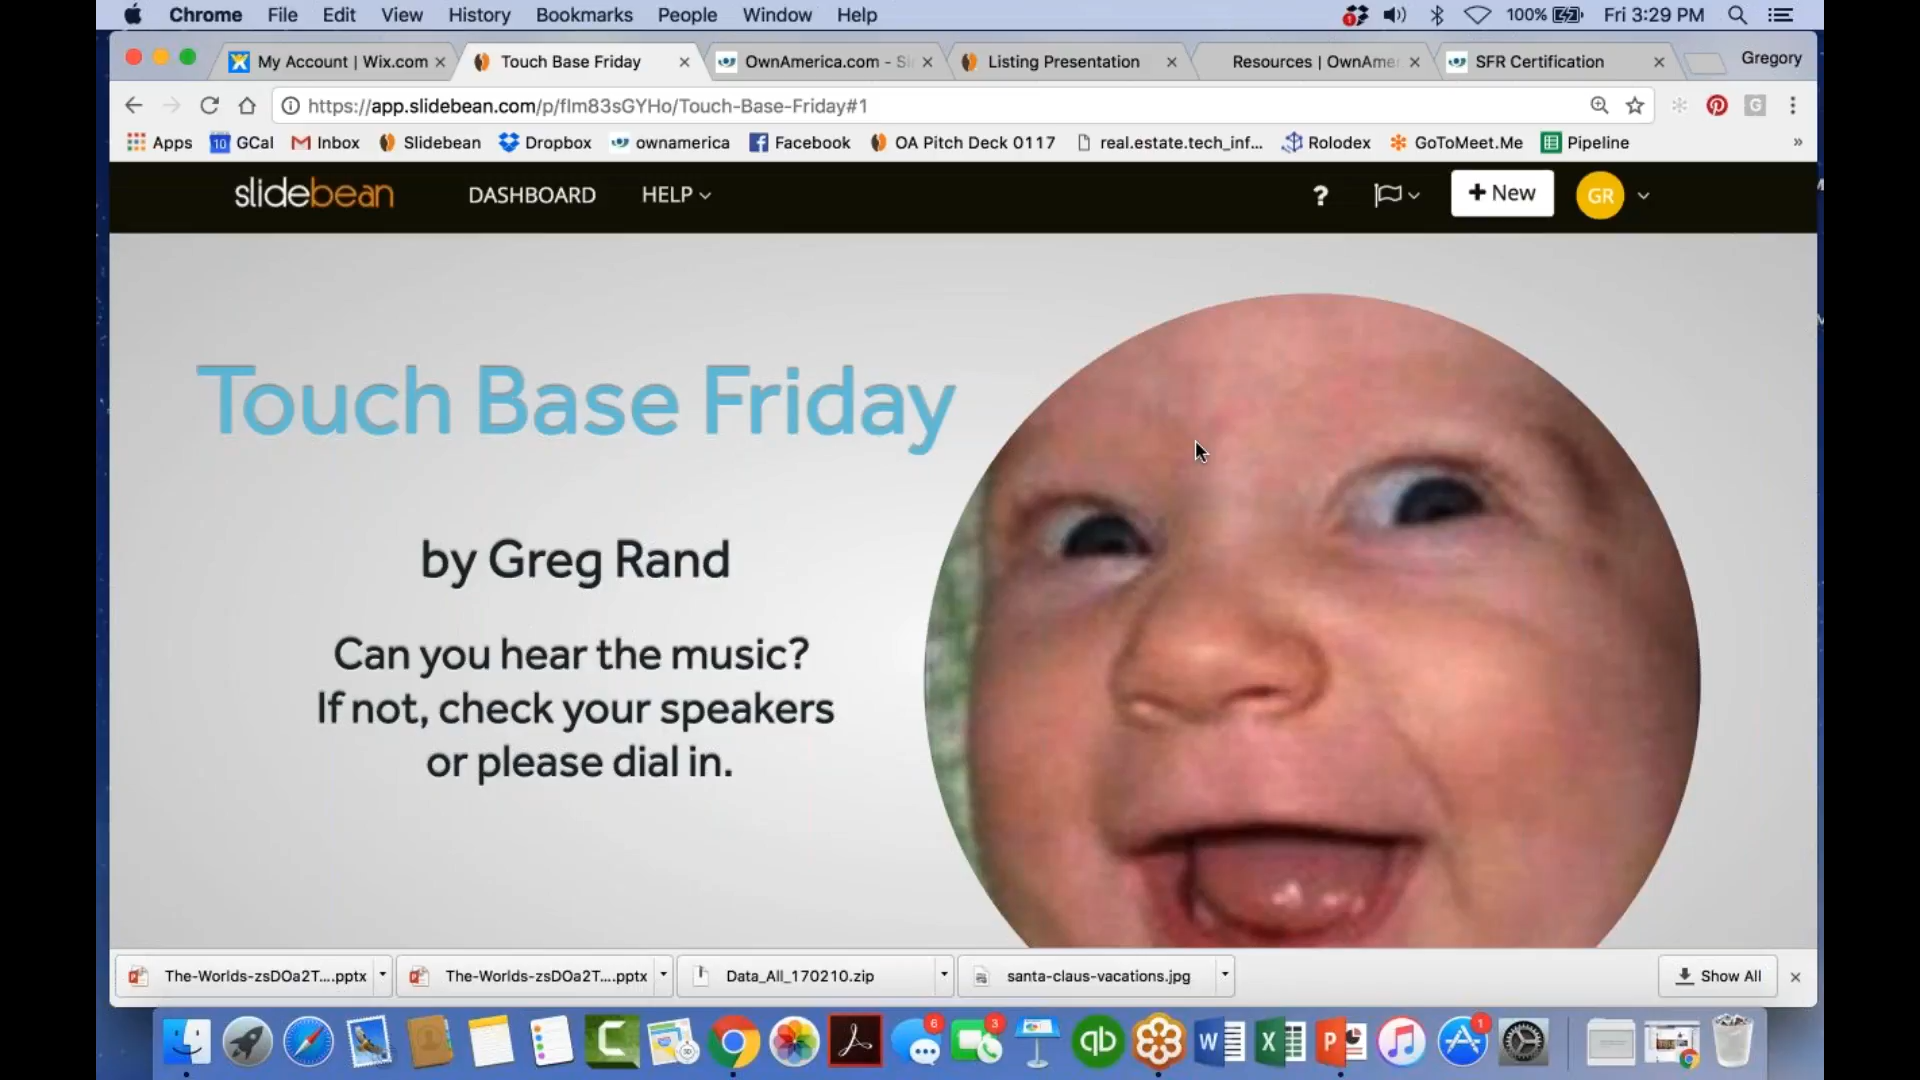 Chrome File Edit View History Bookmarks People Window Help 100% Fri 3:29 PM
My Account | Wix.com Touch Base Friday OwnAmerica.com - Listing Presentation Resources | OwnAme SFR Certification Gregory
https://app.slidebean.com/p/flm83sGYHo/Touch-Base-Friday#1
Apps 10 GCal Inbox Slidebean Dropbox ownamerica Facebook OA Pitch Deck 0117 real.estate.tech_inf... Rolodex GoToMeet.Me Pipeline »
slidebean DASHBOARD HELP ? + New GR
Touch Base Friday
by Greg Rand
Can you hear the music?
If not, check your speakers
or please dial in.
The-Worlds-zsDOa2T....pptx The-Worlds-zsDOa2T....pptx Data_All_170210.zip santa-claus-vacations.jpg Show All
6 3 qb W X P 1